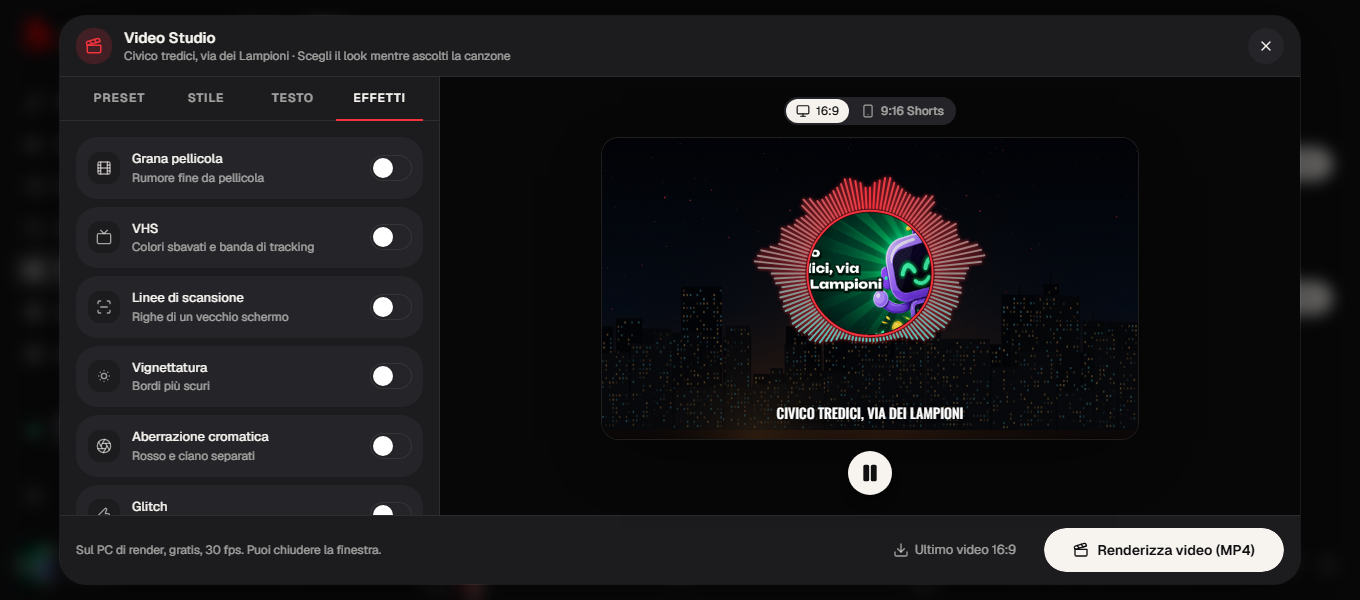 Video Studio
Civico tredici, via dei Lampioni · Scegli il look mentre ascolti la canzone
PRESET STILE TESTO EFFETTI
Grana pellicola
Rumore fine da pellicola
VHS
Colori sbavati e banda di tracking
Linee di scansione
Righe di un vecchio schermo
Vignettatura
Bordi più scuri
Aberrazione cromatica
Rosso e ciano separati
Glitch
16:9 9:16 Shorts
dici, via
Lampioni
CIVICO TREDICI, VIA DEI LAMPIONI
Sul PC di render, gratis, 30 fps. Puoi chiudere la finestra.
Ultimo video 16:9
Renderizza video (MP4)